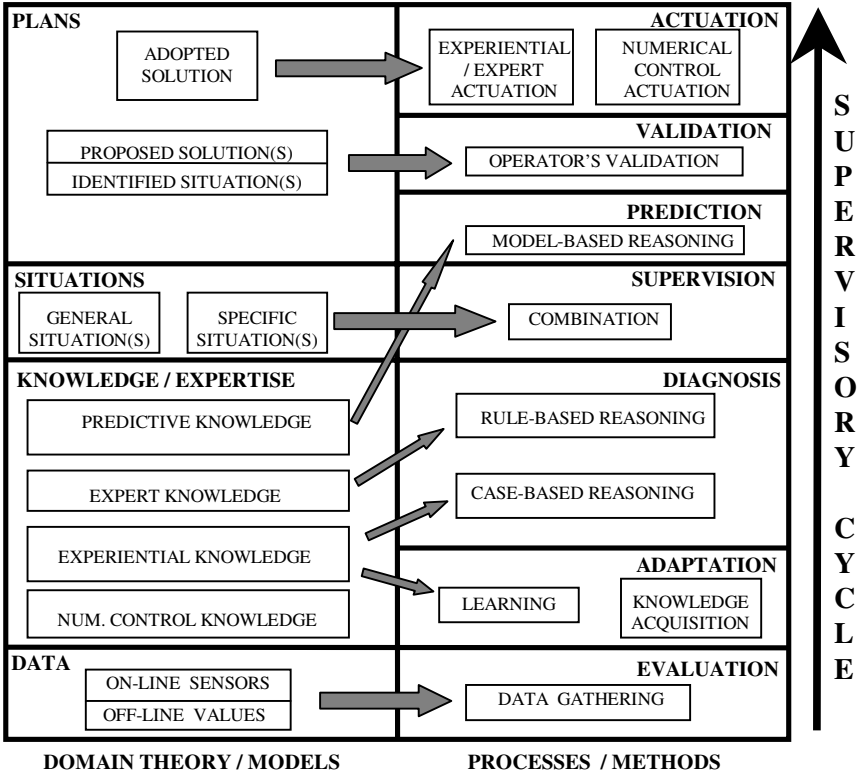 PLANS
ADOPTED
SOLUTION
PROPOSED SOLUTION(S)
IDENTIFIED SITUATION(S)
ACTUATION
EXPERIENTIAL
/ EXPERT
ACTUATION
NUMERICAL
CONTROL
ACTUATION
VALIDATION
OPERATOR'S VALIDATION
PREDICTION
MODEL-BASED REASONING
SITUATIONS
GENERAL
SITUATION(S)
SPECIFIC
SITUATION(S)
SUPERVISION
COMBINATION
KNOWLEDGE / EXPERTISE
PREDICTIVE KNOWLEDGE
EXPERT KNOWLEDGE
EXPERIENTIAL KNOWLEDGE
NUM. CONTROL KNOWLEDGE
DIAGNOSIS
RULE-BASED REASONING
CASE-BASED REASONING
ADAPTATION
LEARNING
KNOWLEDGE
ACQUISITION
DATA
ON-LINE SENSORS
OFF-LINE VALUES
EVALUATION
DATA GATHERING
DOMAIN THEORY / MODELS
PROCESSES / METHODS
SUPERVISORY CYCLE